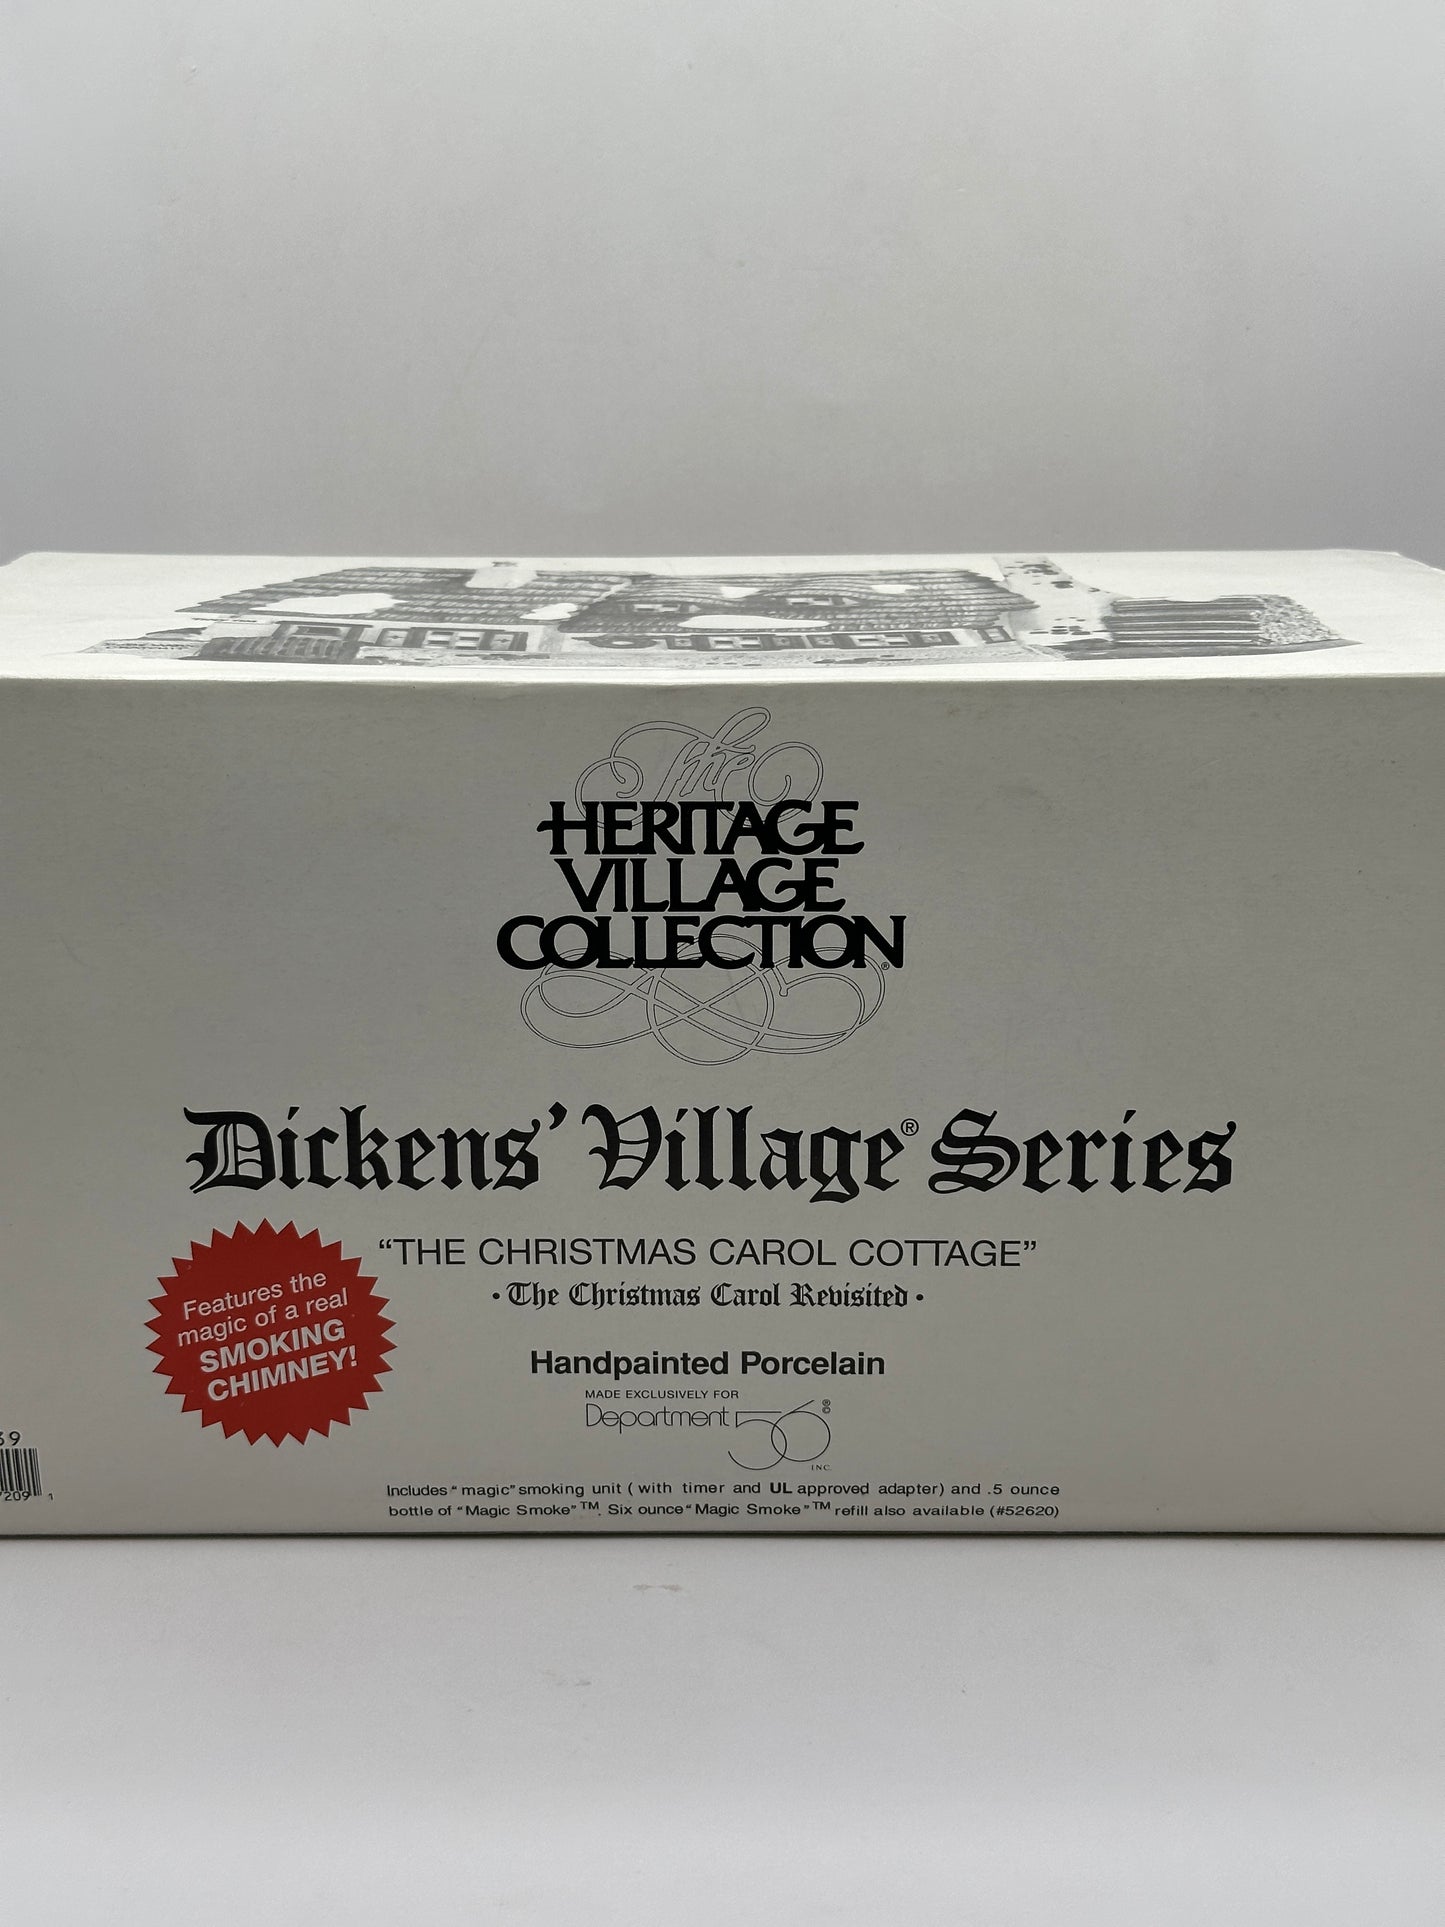 The
HERITAGE
VILLAGE
COLLECTION®
Dickens' Village® Series
“THE CHRISTMAS CAROL COTTAGE”
• The Christmas Carol Revisited •
Features the
magic of a real
SMOKING
CHIMNEY!
Handpainted Porcelain
MADE EXCLUSIVELY FOR
Department 56®
INC.
Includes “magic” smoking unit (with timer and UL approved adapter) and .5 ounce
bottle of “Magic Smoke”™. Six ounce “Magic Smoke”™ refill also available (#52620)
9
209 1